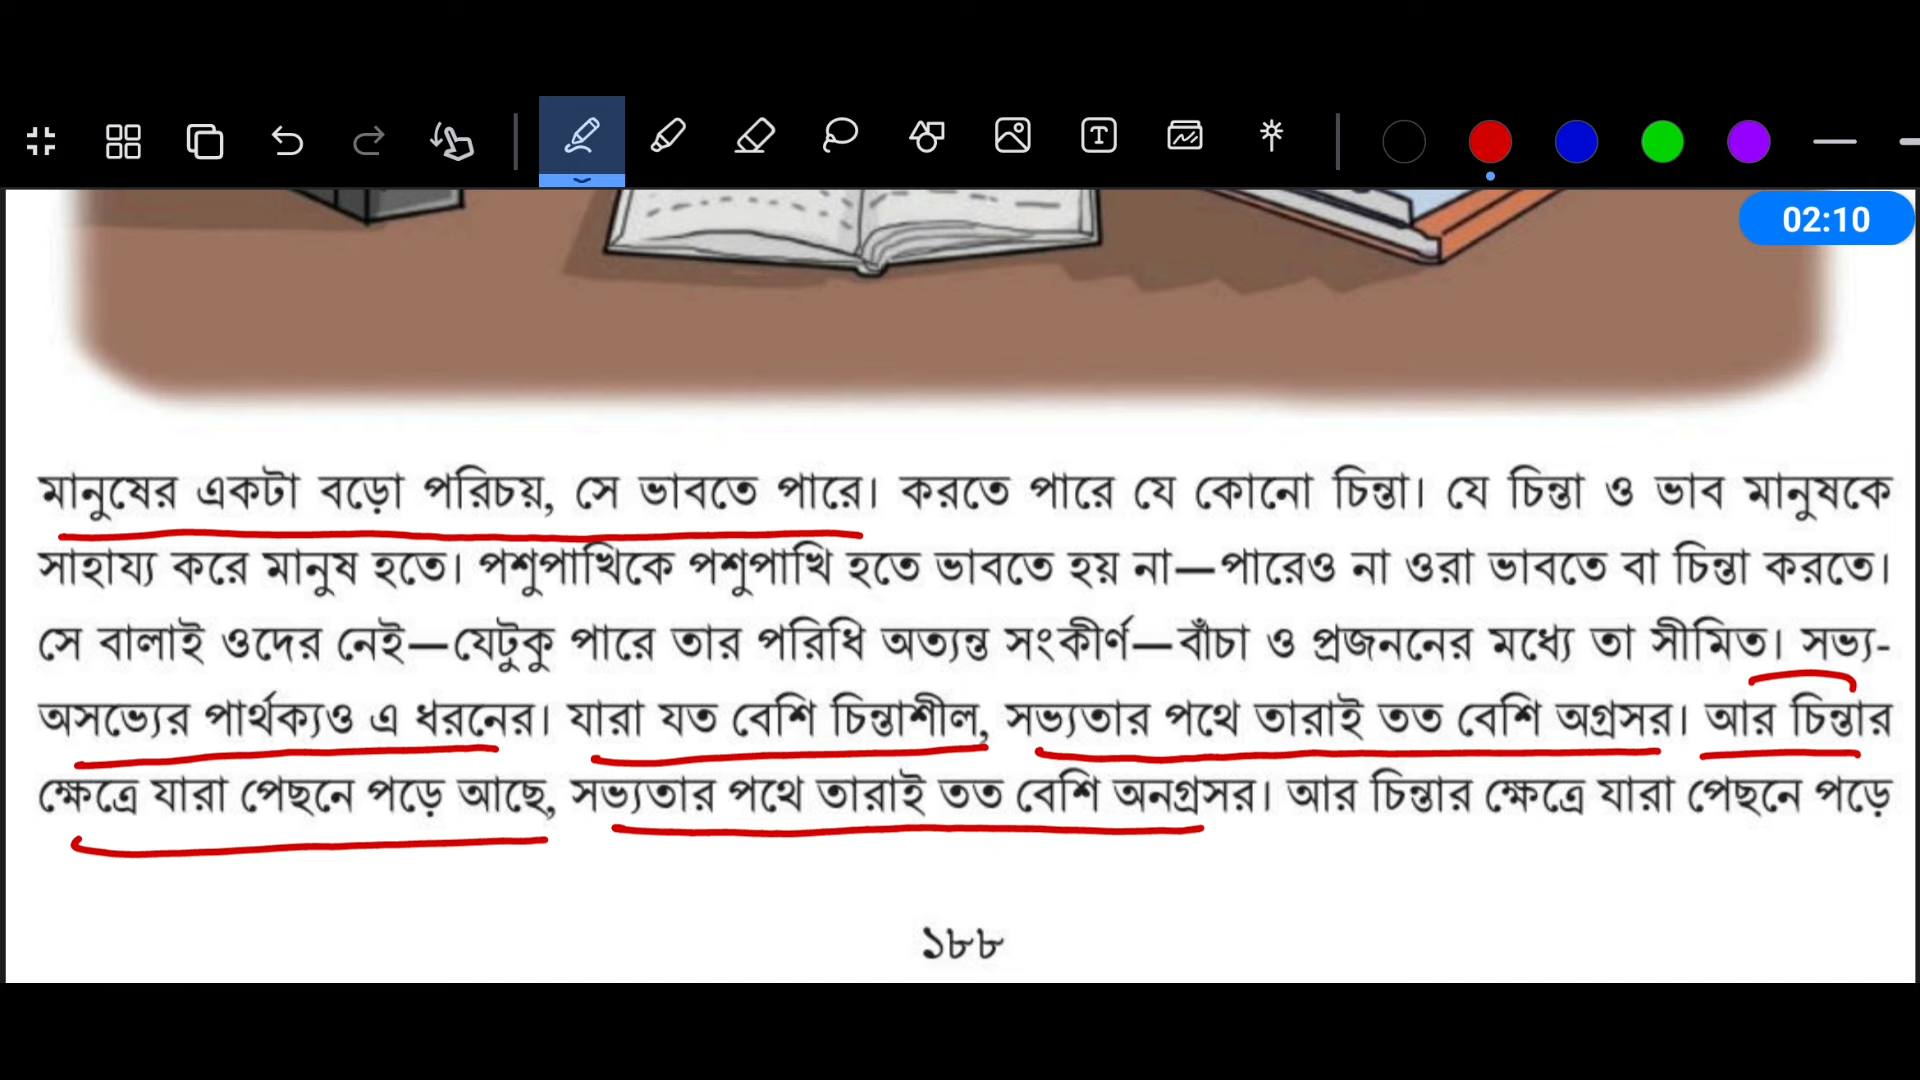 02:10
মানুষের একটা বড়ো পরিচয়, সে ভাবতে পারে। করতে পারে যে কোনো চিন্তা। যে চিন্তা ও ভাব মানুষকে
সাহায্য করে মানুষ হতে। পশুপাখিকে পশুপাখি হতে ভাবতে হয় না—পারেও না ওরা ভাবতে বা চিন্তা করতে।
সে বালাই ওদের নেই—যেটুকু পারে তার পরিধি অত্যন্ত সংকীর্ণ—বাঁচা ও প্রজননের মধ্যে তা সীমিত। সভ্য-
অসভ্যের পার্থক্যও এ ধরনের। যারা যত বেশি চিন্তাশীল, সভ্যতার পথে তারাই তত বেশি অগ্রসর। আর চিন্তার
ক্ষেত্রে যারা পেছনে পড়ে আছে, সভ্যতার পথে তারাই তত বেশি অনগ্রসর। আর চিন্তার ক্ষেত্রে যারা পেছনে পড়ে
১৮৮